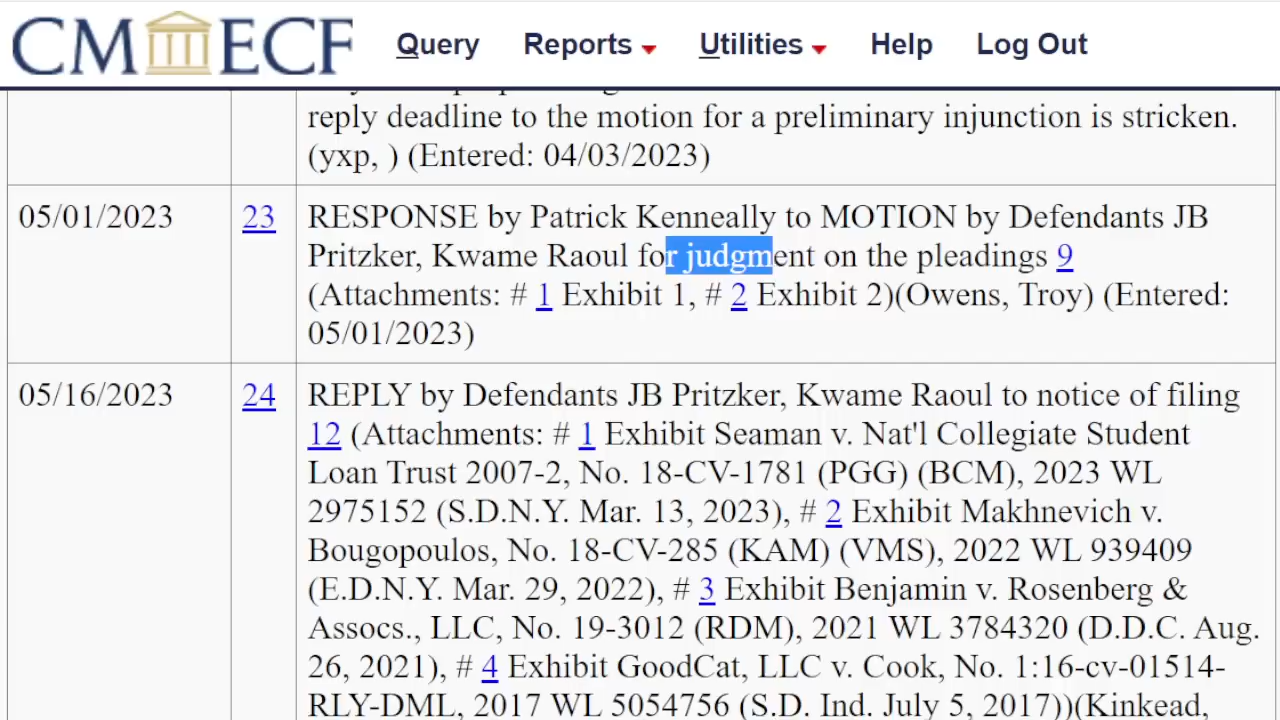 CM ECF Query Reports Utilities Help Log Out
reply deadline to the motion for a preliminary injunction is stricken.
(yxp, ) (Entered: 04/03/2023)
05/01/2023 23 RESPONSE by Patrick Kenneally to MOTION by Defendants JB
Pritzker, Kwame Raoul for judgment on the pleadings 9
(Attachments: # 1 Exhibit 1, # 2 Exhibit 2)(Owens, Troy) (Entered:
05/01/2023)
05/16/2023 24 REPLY by Defendants JB Pritzker, Kwame Raoul to notice of filing
12 (Attachments: # 1 Exhibit Seaman v. Nat'l Collegiate Student
Loan Trust 2007-2, No. 18-CV-1781 (PGG) (BCM), 2023 WL
2975152 (S.D.N.Y. Mar. 13, 2023), # 2 Exhibit Makhnevich v.
Bougopoulos, No. 18-CV-285 (KAM) (VMS), 2022 WL 939409
(E.D.N.Y. Mar. 29, 2022), # 3 Exhibit Benjamin v. Rosenberg &
Assocs., LLC, No. 19-3012 (RDM), 2021 WL 3784320 (D.D.C. Aug.
26, 2021), # 4 Exhibit GoodCat, LLC v. Cook, No. 1:16-cv-01514-
RLY-DML, 2017 WL 5054756 (S.D. Ind. July 5, 2017))(Kinkead,